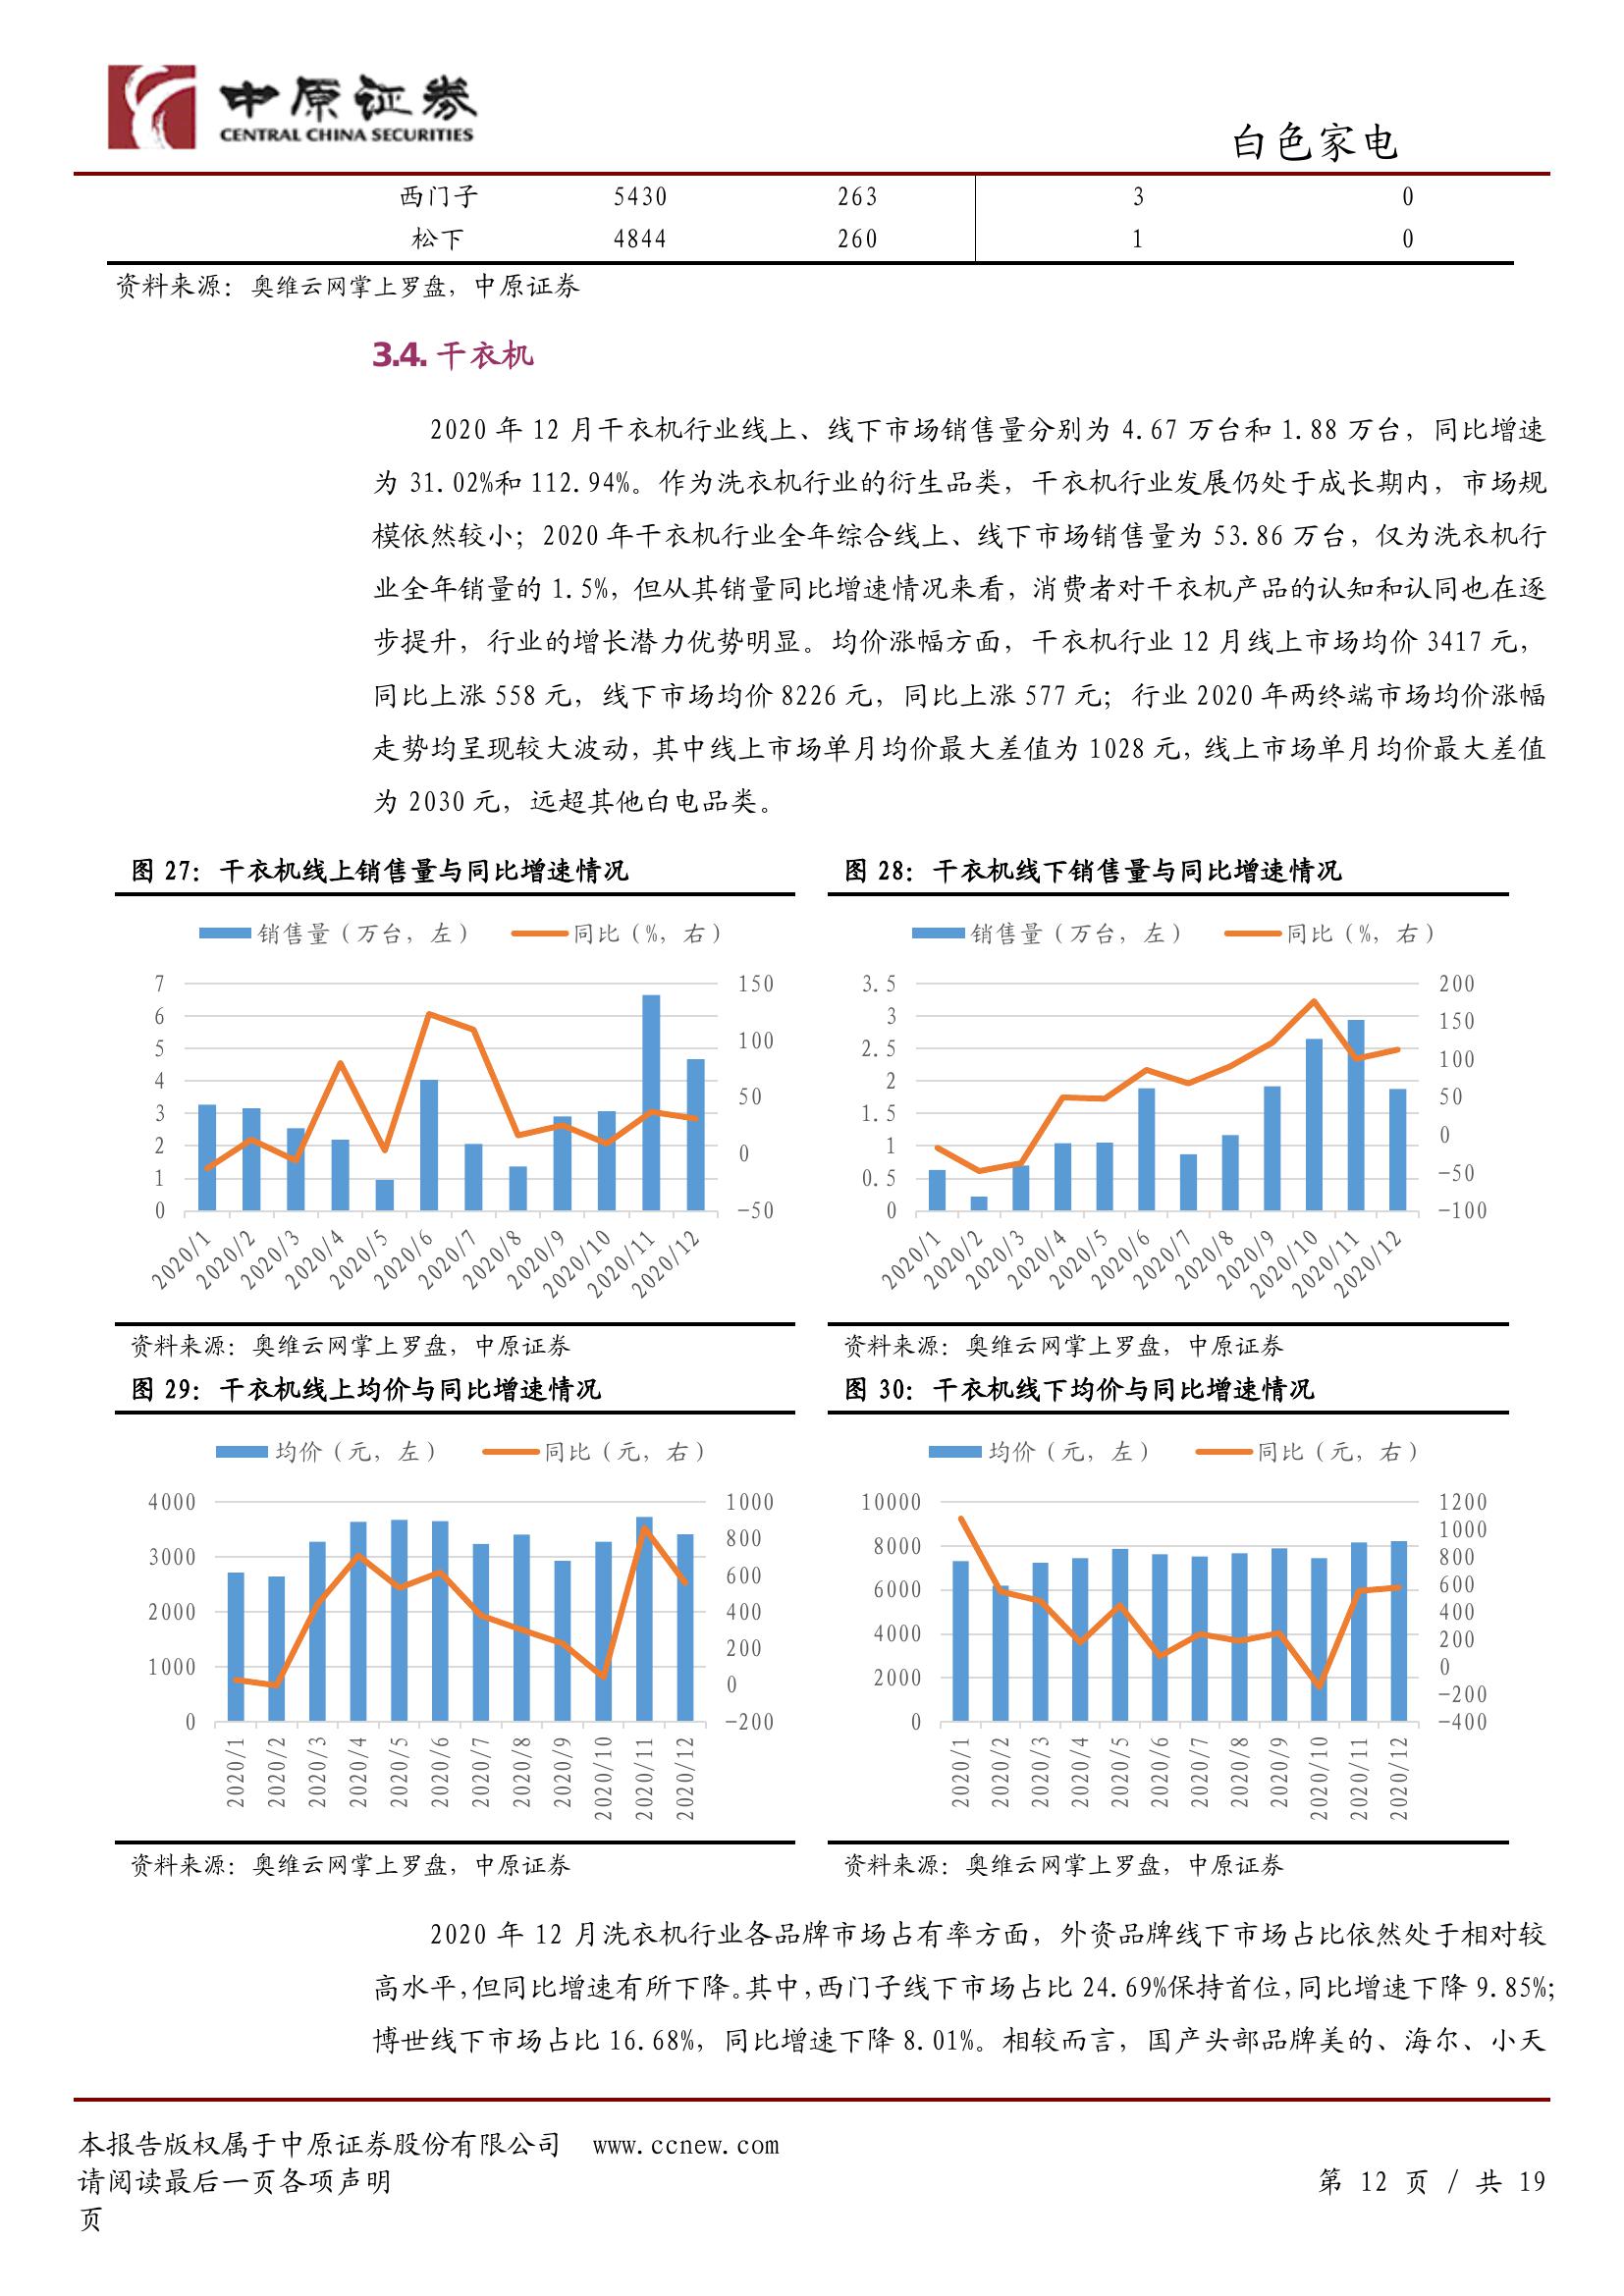 中原证券
CENTRAL CHINA SECURITIES
白色家电
西门子 5430 263 3 0
松下 4844 260 1 0
资料来源：奥维云网掌上罗盘，中原证券
3.4. 干衣机
2020 年 12 月干衣机行业线上、线下市场销售量分别为 4.67 万台和 1.88 万台，同比增速
为 31.02%和 112.94%。作为洗衣机行业的衍生品类，干衣机行业发展仍处于成长期内，市场规
模依然较小；2020 年干衣机行业全年综合线上、线下市场销售量为 53.86 万台，仅为洗衣机行
业全年销量的 1.5%，但从其销量同比增速情况来看，消费者对干衣机产品的认知和认同也在逐
步提升，行业的增长潜力优势明显。均价涨幅方面，干衣机行业 12 月线上市场均价 3417 元，
同比上涨 558 元，线下市场均价 8226 元，同比上涨 577 元；行业 2020 年两终端市场均价涨幅
走势均呈现较大波动，其中线上市场单月均价最大差值为 1028 元，线上市场单月均价最大差值
为 2030 元，远超其他白电品类。
图 27：干衣机线上销售量与同比增速情况
销售量（万台，左） 同比（%，右）
7 150
6
5 100
4
3 50
2 0
1
0 -50
2020/1 2020/2 2020/3 2020/4 2020/5 2020/6 2020/7 2020/8 2020/9 2020/10 2020/11 2020/12
资料来源：奥维云网掌上罗盘，中原证券
图 28：干衣机线下销售量与同比增速情况
销售量（万台，左） 同比（%，右）
3.5 200
3 150
2.5 100
2 50
1.5 0
1 -50
0.5
0 -100
2020/1 2020/2 2020/3 2020/4 2020/5 2020/6 2020/7 2020/8 2020/9 2020/10 2020/11 2020/12
资料来源：奥维云网掌上罗盘，中原证券
图 29：干衣机线上均价与同比增速情况
均价（元，左） 同比（元，右）
4000 1000
800
3000 600
2000 400
200
1000 0
0 -200
2020/1 2020/2 2020/3 2020/4 2020/5 2020/6 2020/7 2020/8 2020/9 2020/10 2020/11 2020/12
资料来源：奥维云网掌上罗盘，中原证券
图 30：干衣机线下均价与同比增速情况
均价（元，左） 同比（元，右）
10000 1200
1000
8000 800
6000 600
400
4000 200
2000 0
-200
0 -400
2020/1 2020/2 2020/3 2020/4 2020/5 2020/6 2020/7 2020/8 2020/9 2020/10 2020/11 2020/12
资料来源：奥维云网掌上罗盘，中原证券
2020 年 12 月洗衣机行业各品牌市场占有率方面，外资品牌线下市场占比依然处于相对较
高水平，但同比增速有所下降。其中，西门子线下市场占比 24.69%保持首位，同比增速下降 9.85%；
博世线下市场占比 16.68%，同比增速下降 8.01%。相较而言，国产头部品牌美的、海尔、小天
本报告版权属于中原证券股份有限公司 www.ccnew.com
请阅读最后一页各项声明 第 12 页 / 共 19
页